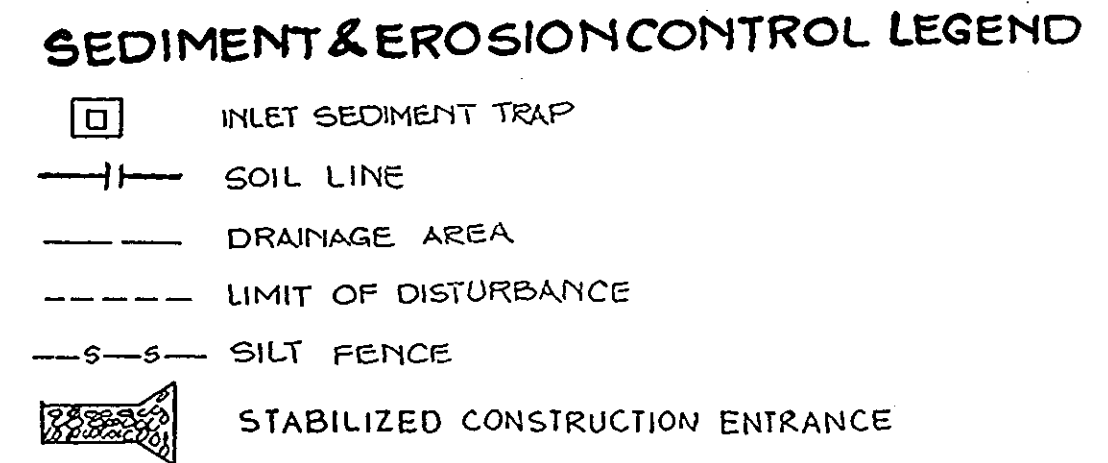 SEDIMENT & EROSION CONTROL LEGEND
INLET SEDIMENT TRAP
SOIL LINE
DRAINAGE AREA
LIMIT OF DISTURBANCE
S S SILT FENCE
STABILIZED CONSTRUCTION ENTRANCE